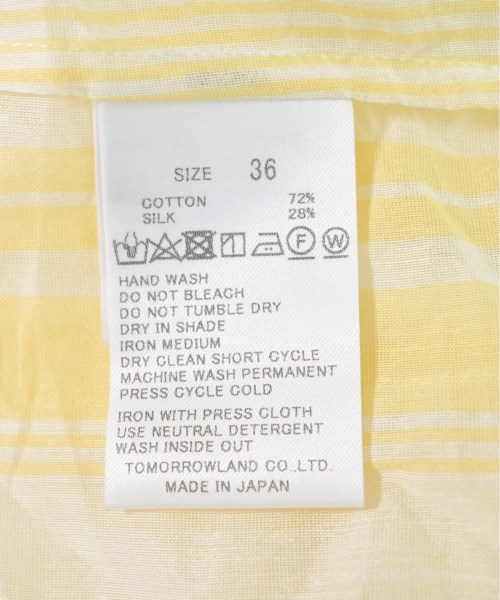 SIZE 36
COTTON 72%
SILK 28%
F W
HAND WASH
DO NOT BLEACH
DO NOT TUMBLE DRY
DRY IN SHADE
IRON MEDIUM
DRY CLEAN SHORT CYCLE
MACHINE WASH PERMANENT
PRESS CYCLE COLD
IRON WITH PRESS CLOTH
USE NEUTRAL DETERGENT
WASH INSIDE OUT
TOMORROWLAND CO.,LTD.
MADE IN JAPAN